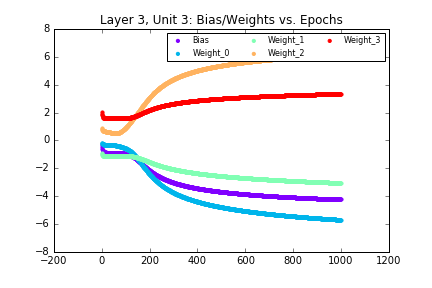 Layer 3, Unit 3: Bias/Weights vs. Epochs
8
6
4
2
0
−2
−4
−6
−8
Bias Weight_1 Weight_3
Weight_0 Weight_2
−200 0 200 400 600 800 1000 1200